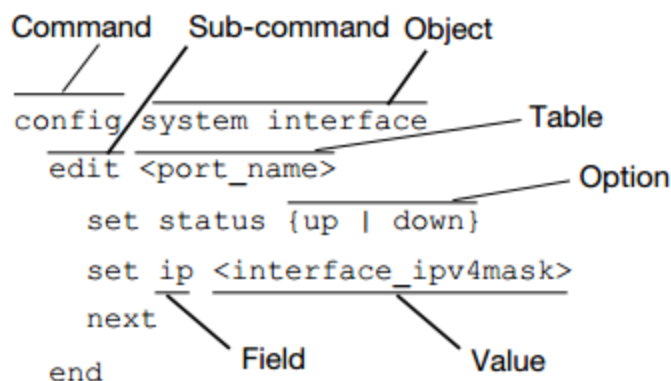 Command Sub-command Object
config system interface
Table
edit <port_name>
Option
set status {up | down}
set ip <interface_ipv4mask>
next
Field Value
end